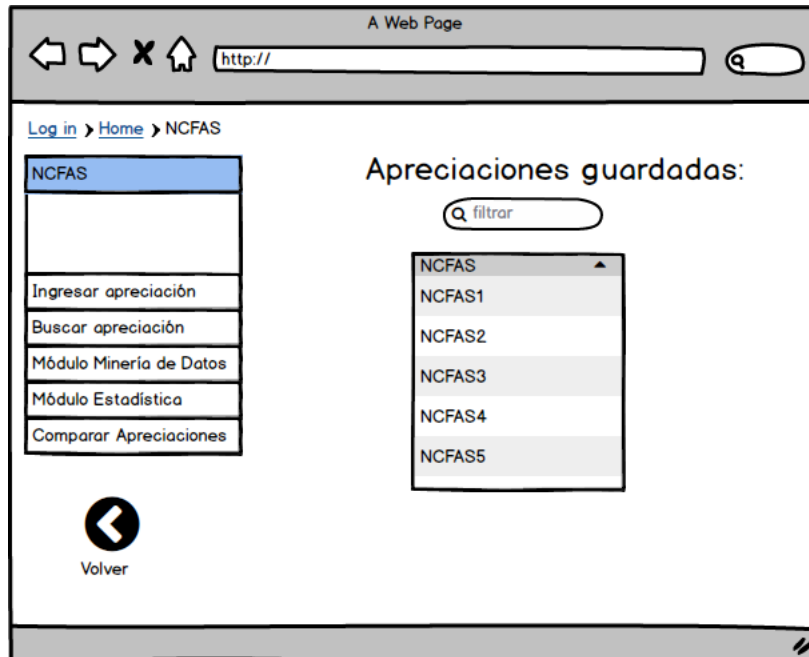 A Web Page
http://
Log in > Home > NCFAS
NCFAS
Ingresar apreciación
Buscar apreciación
Módulo Minería de Datos
Módulo Estadística
Comparar Apreciaciones
Volver
Apreciaciones guardadas:
filtrar
NCFAS
NCFAS1
NCFAS2
NCFAS3
NCFAS4
NCFAS5